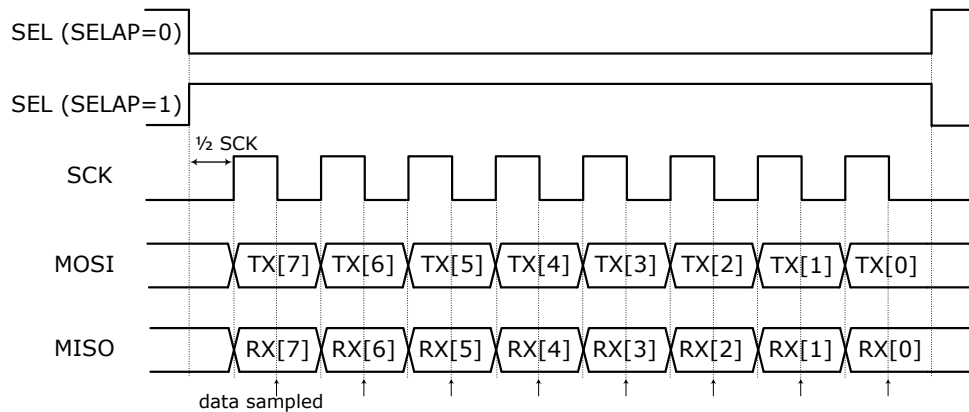 SEL (SELAP=0)
SEL (SELAP=1)
½ SCK
SCK
MOSI TX[7] TX[6] TX[5] TX[4] TX[3] TX[2] TX[1] TX[0]
MISO RX[7] RX[6] RX[5] RX[4] RX[3] RX[2] RX[1] RX[0]
data sampled